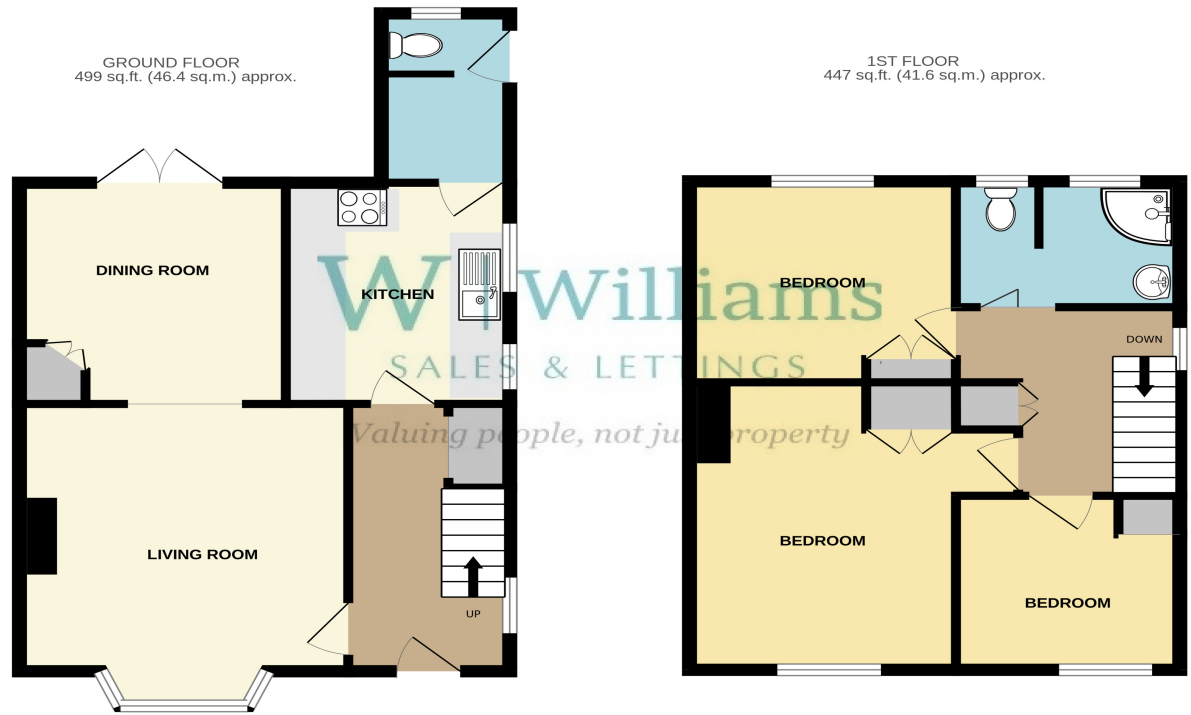 GROUND FLOOR
499 sq.ft. (46.4 sq.m.) approx.
1ST FLOOR
447 sq.ft. (41.6 sq.m.) approx.
DINING ROOM
KITCHEN
LIVING ROOM
UP
BEDROOM
DOWN
BEDROOM
BEDROOM
W | Williams
SALES & LETTINGS
Valuing people, not just property